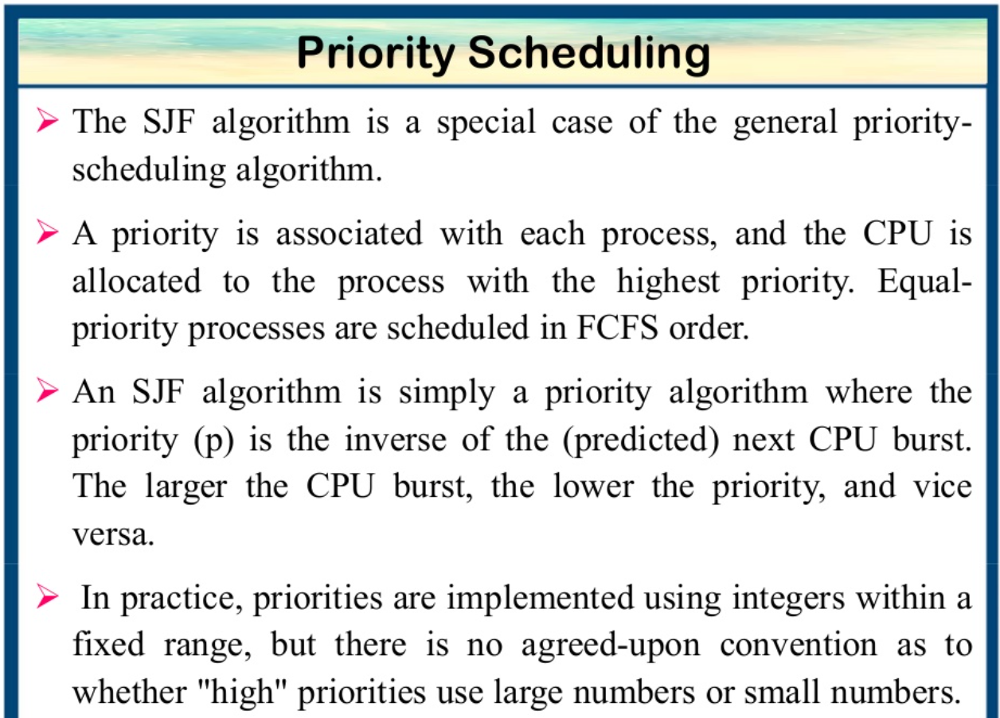 Priority Scheduling
The SJF algorithm is a special case of the general priority-
scheduling algorithm.
A priority is associated with each process, and the CPU is
allocated to the process with the highest priority. Equal-
priority processes are scheduled in FCFS order.
An SJF algorithm is simply a priority algorithm where the
priority (p) is the inverse of the (predicted) next CPU burst.
The larger the CPU burst, the lower the priority, and vice
versa.
In practice, priorities are implemented using integers within a
fixed range, but there is no agreed-upon convention as to
whether "high" priorities use large numbers or small numbers.